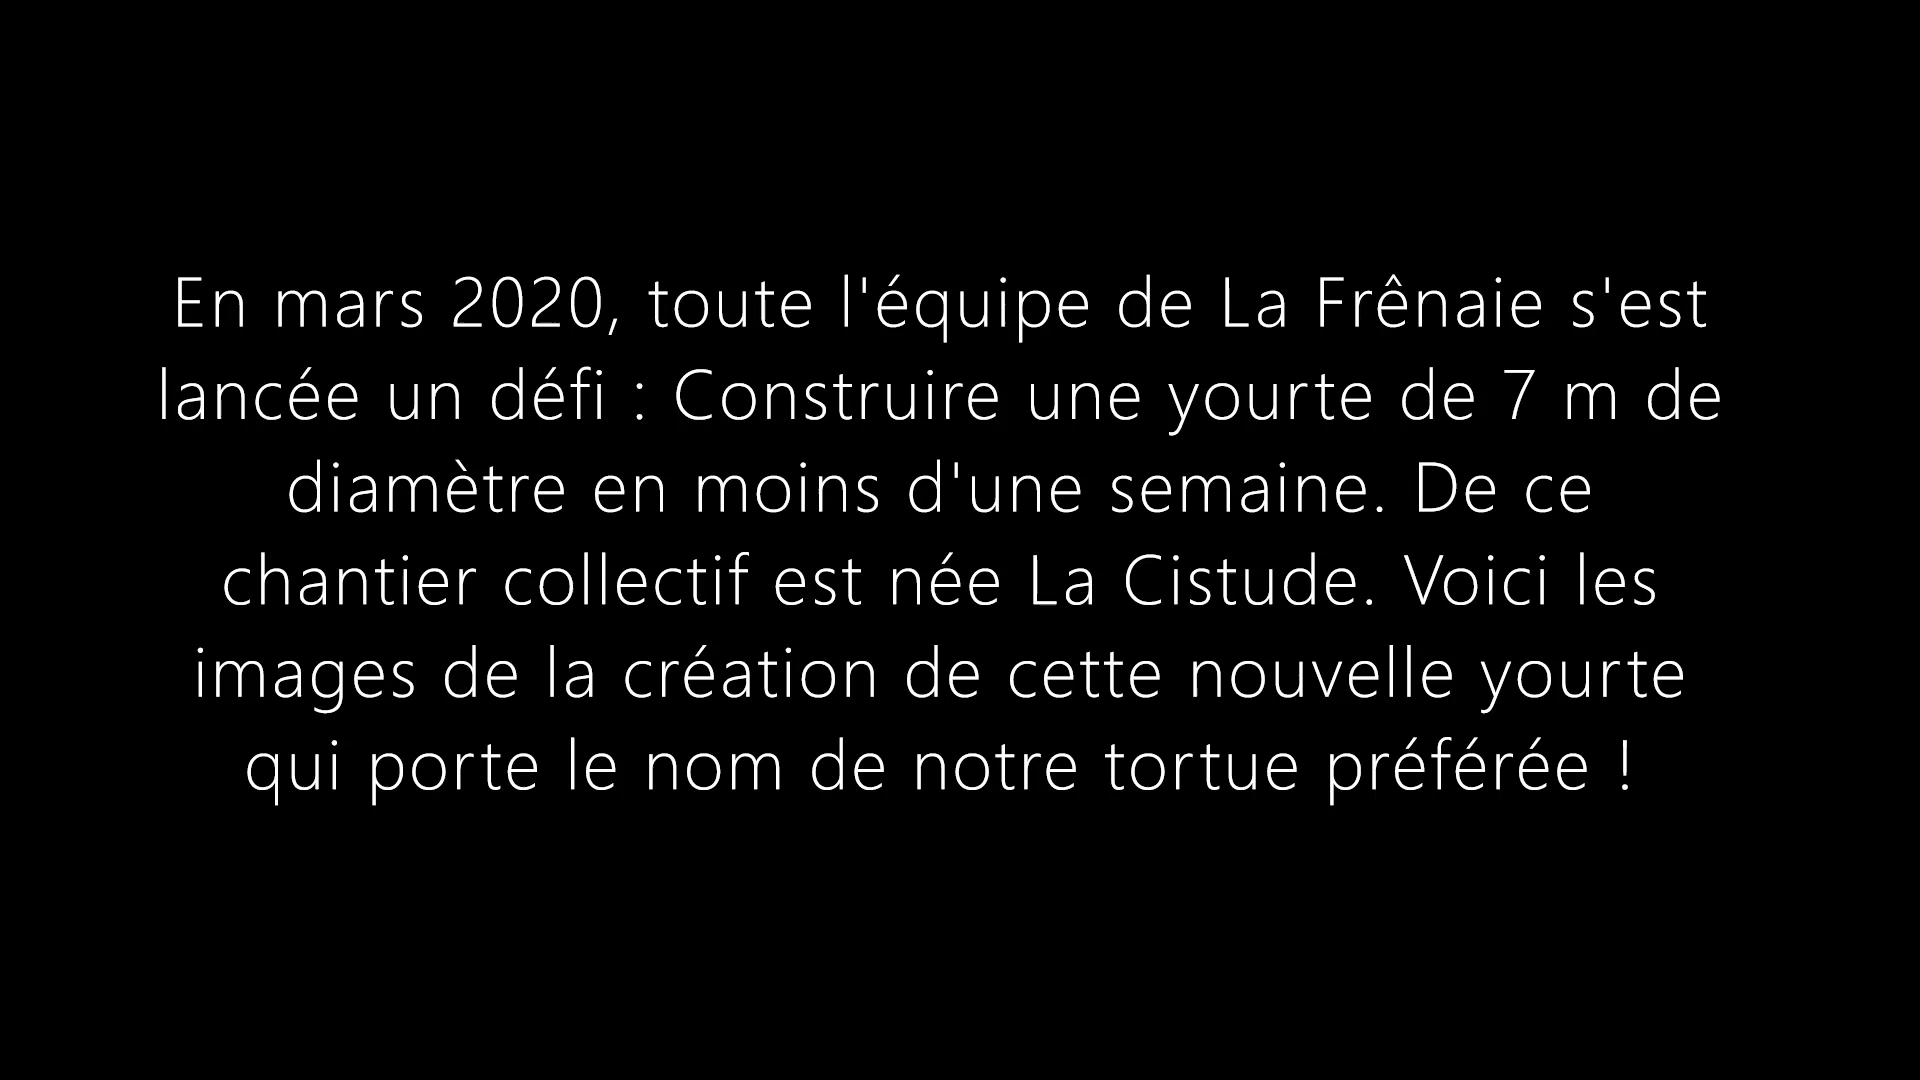 En mars 2020, toute l'équipe de La Frênaie s'est
lancée un défi : Construire une yourte de 7 m de
diamètre en moins d'une semaine. De ce
chantier collectif est née La Cistude. Voici les
images de la création de cette nouvelle yourte
qui porte le nom de notre tortue préférée !